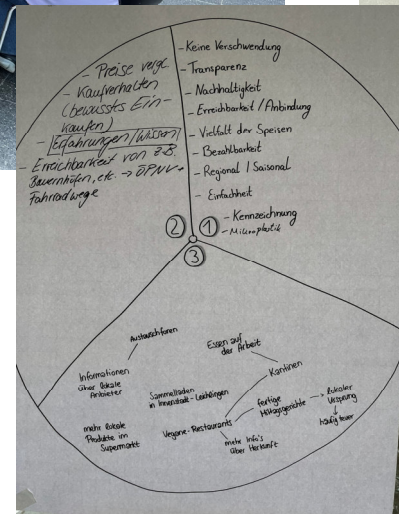 - Preise vergl.
- Kaufverhalten
(bewusstes Ein-
kaufen)
- Erfahrungen/Wissen
- Erreichbarkeit von z.B.
Bauernhöfen, etc. → ÖPNV
Fahrradwege
- Keine Verschwendung
- Transparenz
- Nachhaltigkeit
- Erreichbarkeit / Anbindung
- Vielfalt der Speisen
- Bezahlbarkeit
- Regional / Saisonal
- Einfachheit
- Kennzeichnung
- Mikroplastik
2
1
3
Austauschforen
Informationen
über lokale
Anbieter
mehr lokale
Produkte im
Supermarkt
Sammelladen
in Innenstadt - Leichlingen
Essen auf
der Arbeit
Kantinen
Vegane - Restaurants
mehr Info's
über Herkunft
fertige
Mittagsgerichte
lokaler
Ursprung
häufig teuer